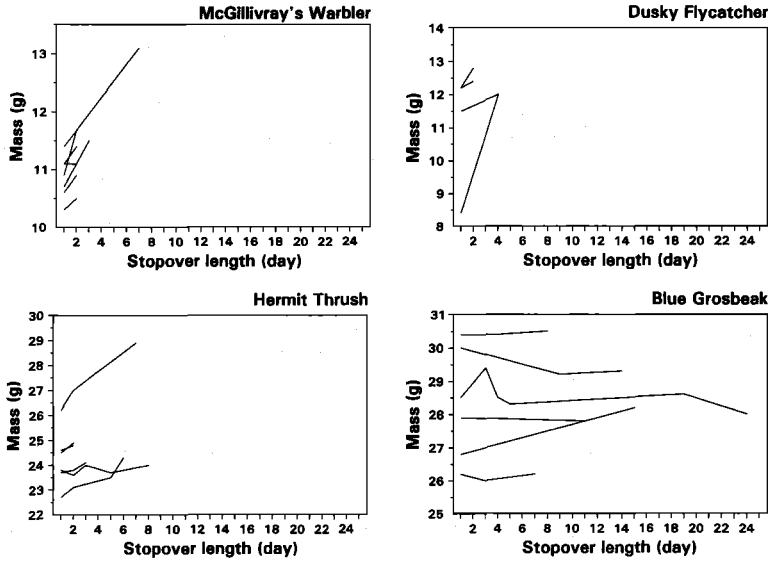 McGillivray's Warbler
Mass (g)
13
12
11
10
2 4 6 8 10 12 14 16 18 20 22 24
Stopover length (day)
Dusky Flycatcher
Mass (g)
14
13
12
11
10
9
8
2 4 6 8 10 12 14 16 18 20 22 24
Stopover length (day)
Hermit Thrush
Mass (g)
30
29
28
27
26
25
24
23
22
2 4 6 8 10 12 14 16 18 20 22 24
Stopover length (day)
Blue Grosbeak
Mass (g)
31
30
29
28
27
26
25
2 4 6 8 10 12 14 16 18 20 22 24
Stopover length (day)